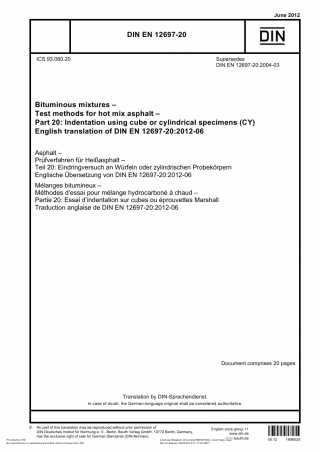 June 2012
DIN EN 12697-20
DIN
ICS 93.080.20
Supersedes
DIN EN 12697-20:2004-03
Bituminous mixtures –
Test methods for hot mix asphalt –
Part 20: Indentation using cube or cylindrical specimens (CY)
English translation of DIN EN 12697-20:2012-06
Asphalt –
Prüfverfahren für Heißasphalt –
Teil 20: Eindringversuch an Würfeln oder zylindrischen Probekörpern
Englische Übersetzung von DIN EN 12697-20:2012-06
Mélanges bitumineux –
Méthodes d'essai pour mélange hydrocarboné à chaud –
Partie 20: Essai d'indentation sur cubes ou éprouvettes Marshall
Traduction anglaise de DIN EN 12697-20:2012-06
Document comprises 20 pages
Translation by DIN-Sprachendienst.
In case of doubt, the German-language original shall be considered authoritative.
No part of this translation may be reproduced without prior permission of
DIN Deutsches Institut für Normung e. V., Berlin. Beuth Verlag GmbH, 10772 Berlin, Germany,
has the exclusive right of sale for German Standards (DIN-Normen).
English price group 11
www.din.de
www.beuth.de